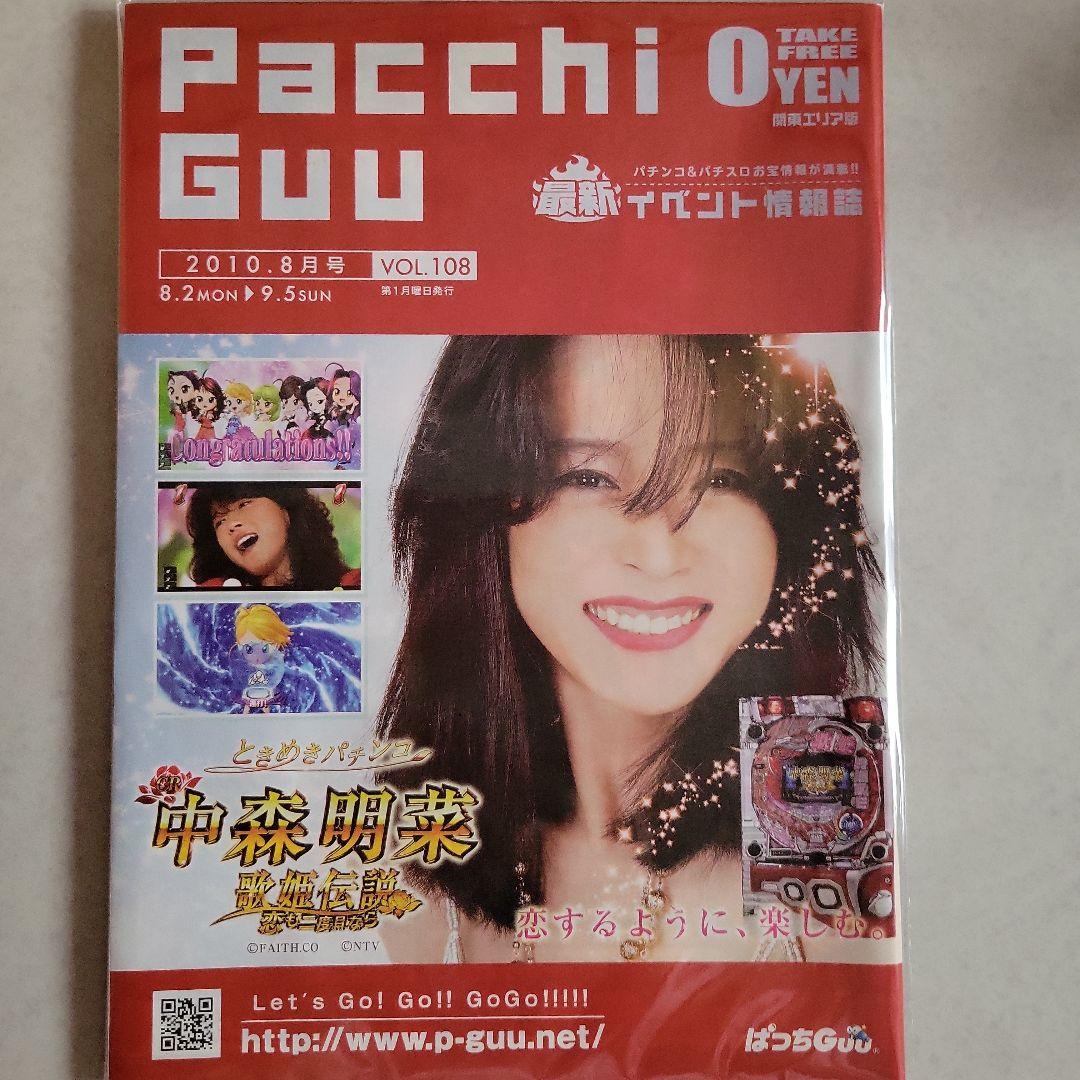 Pacchi
Guu
0
TAKE
FREE
YEN
関東エリア版
パチンコ&パチスロお宝情報が満載!!
最新
イベント情報誌
2010.8月号
VOL.108
8.2MON▶9.5SUN
第1月曜日発行
Congratulations!!
ときめきパチンコ
CR
中森明菜
歌姫伝説
恋も二度目なら
©FAITH.CO ©NTV
恋するように、楽しむ。
Let's Go! Go!! GoGo!!!!!
http://www.p-guu.net/
ぱっちGuu®